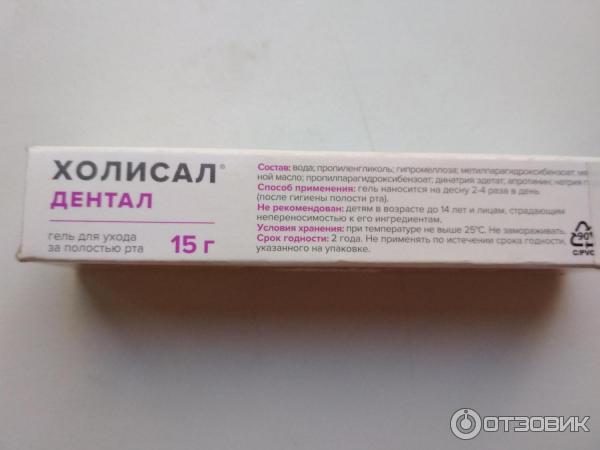 ХОЛИСАЛ®
ДЕНТАЛ
гель для ухода
за полостью рта
15 г
Состав: вода; пропиленгликоль; гипромеллоза; метилпарагидроксибензоат;
ной масло; пропилпарагидроксибензоат; динатрия эдетат; апротинин; натрия
Способ применения: гель наносится на десну 2-4 раза в день
(после гигиены полости рта).
Не рекомендован: детям в возрасте до 14 лет и лицам, страдающим
непереносимостью к его ингредиентам.
Условия хранения: при температуре не выше 25°С. Не замораживать.
Срок годности: 2 года. Не применять по истечении срока годности,
указанного на упаковке.
90
C/PVC
ОТЗОВИК